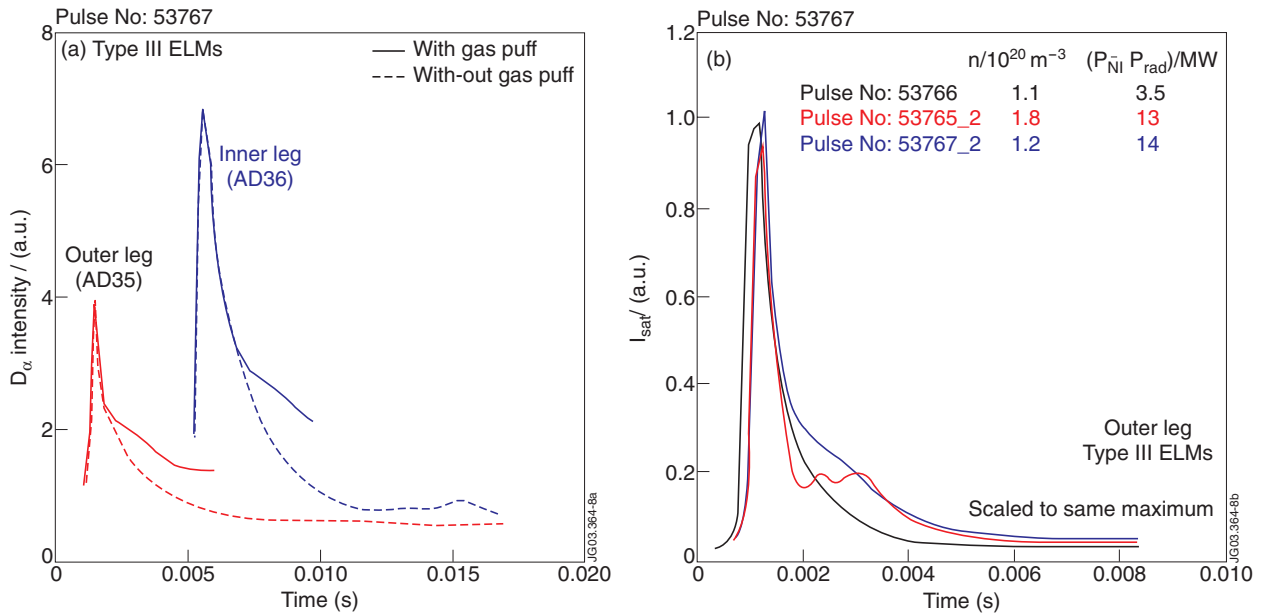 Pulse No: 53767
(a) Type III ELMs
With gas puff
With-out gas puff
Inner leg
(AD36)
Outer leg
(AD35)
Dα intensity / (a.u.)
8
6
4
2
0
0 0.005 0.010 0.015 0.020
Time (s)
JG03.364-8a
Pulse No: 53767
(b)
n/10²⁰ m⁻³ (P_NI⁻ P_rad)/MW
Pulse No: 53766 1.1 3.5
Pulse No: 53765_2 1.8 13
Pulse No: 53767_2 1.2 14
Outer leg
Type III ELMs
Scaled to same maximum
I_sat/ (a.u.)
1.2
1.0
0.8
0.6
0.4
0.2
0
0 0.002 0.004 0.006 0.008 0.010
Time (s)
JG03.364-8b